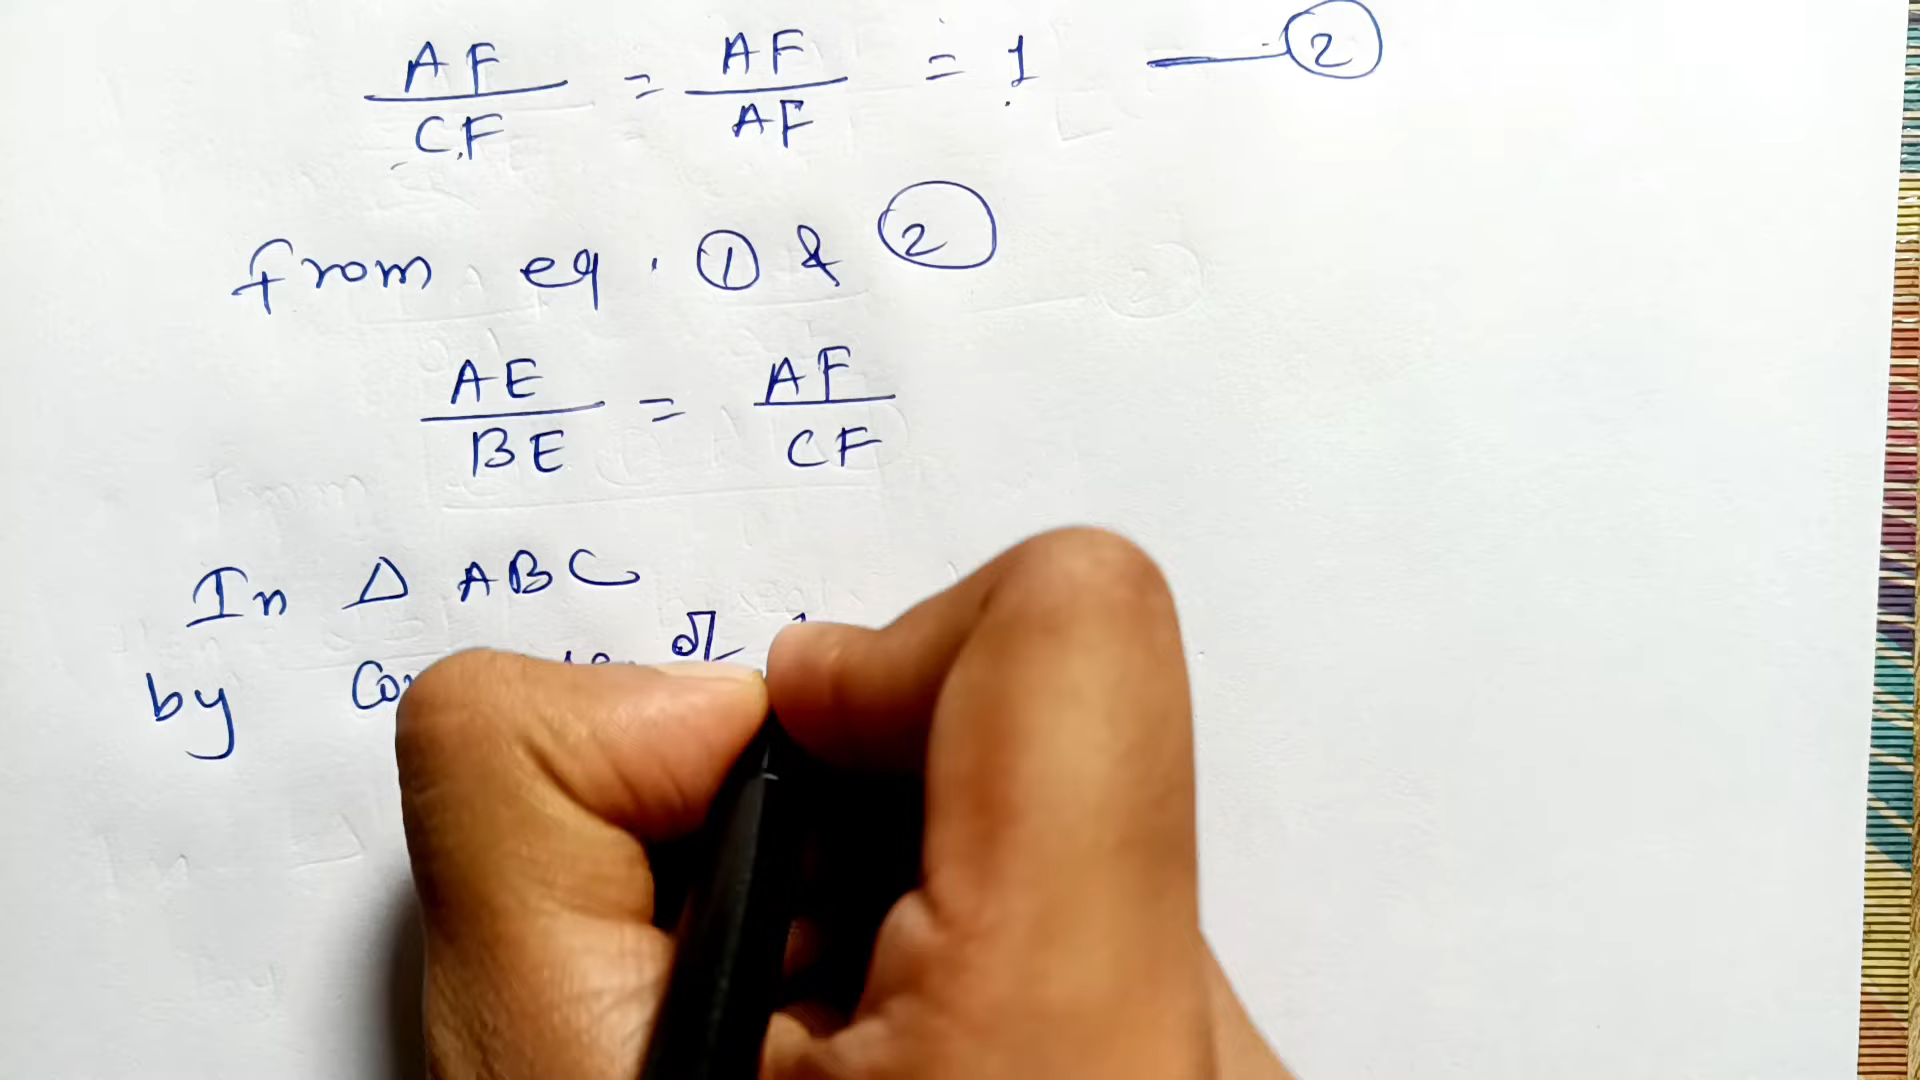 AF/CF = AF/AF = 1 — ②
from eq. ① & ②
AE/BE = AF/CF
In Δ ABC
by